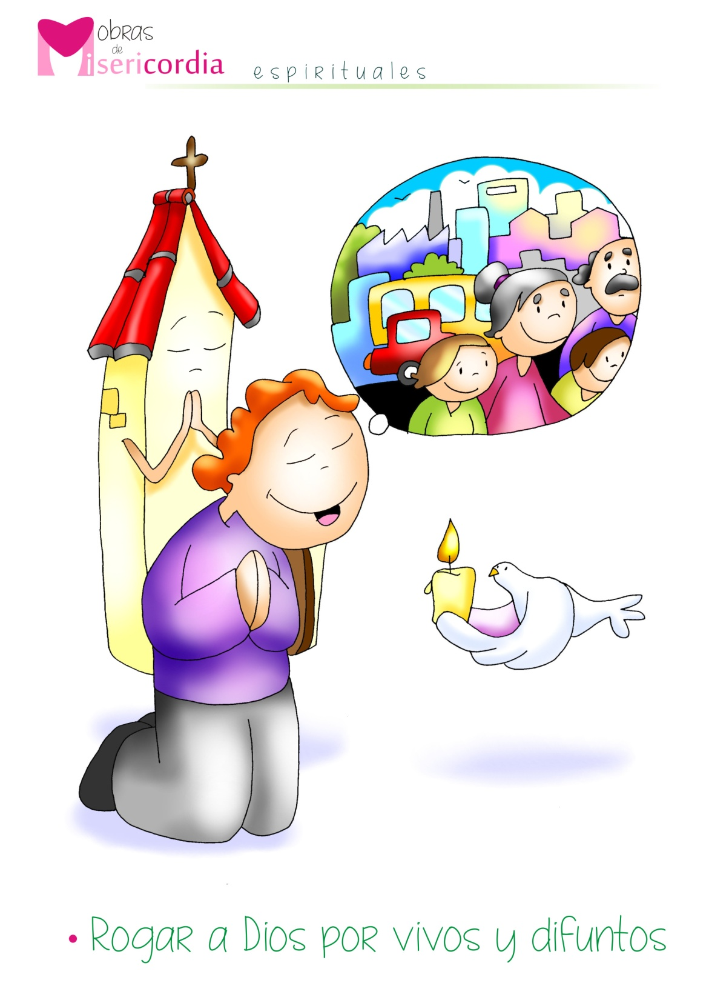 obras
de
Misericordia espirituales
• Rogar a Dios por vivos y difuntos